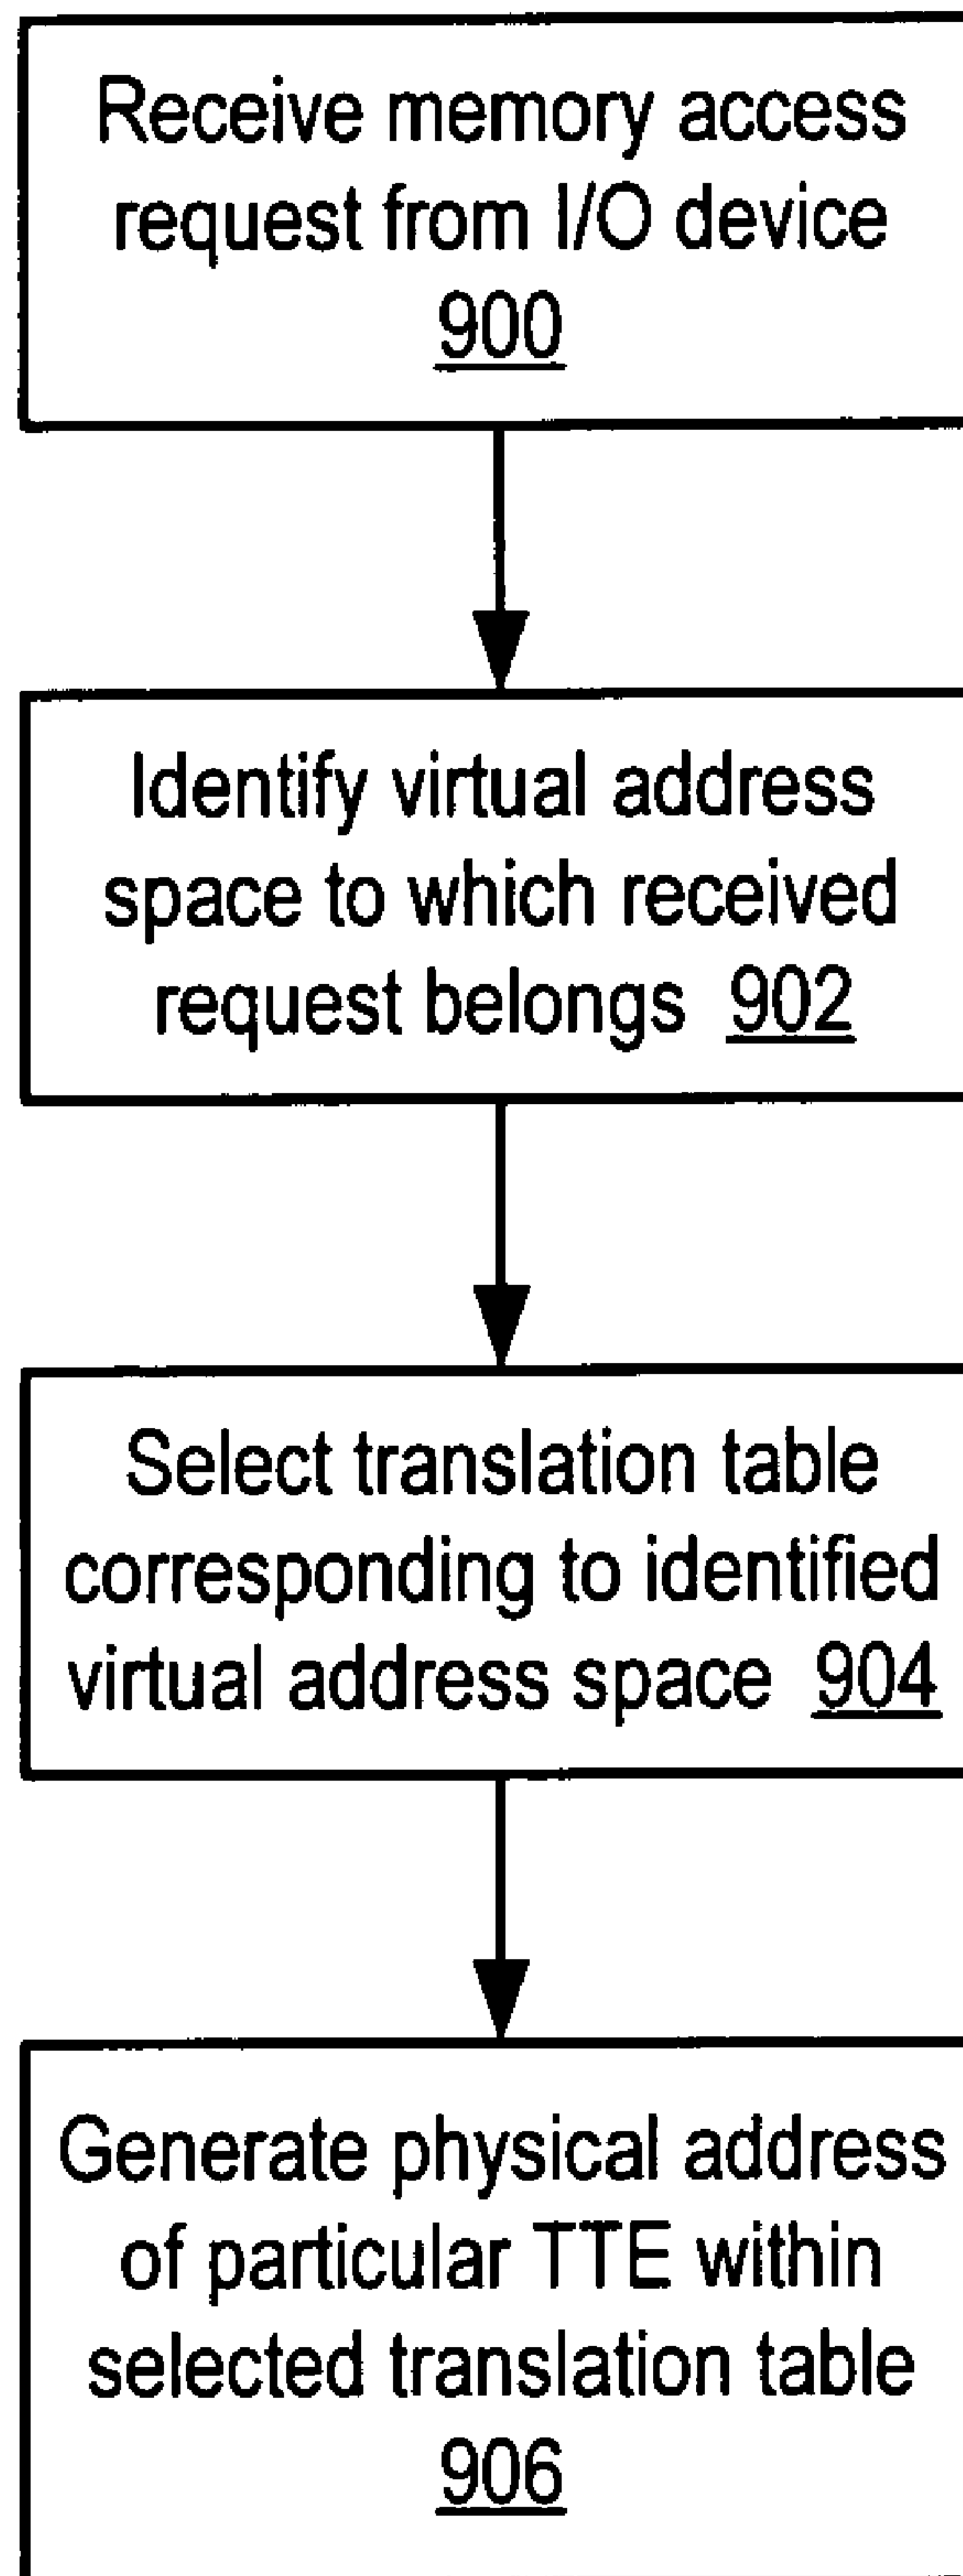 Receive memory access
request from I/O device
900
Identify virtual address
space to which received
request belongs 902
Select translation table
corresponding to identified
virtual address space 904
Generate physical address
of particular TTE within
selected translation table
906